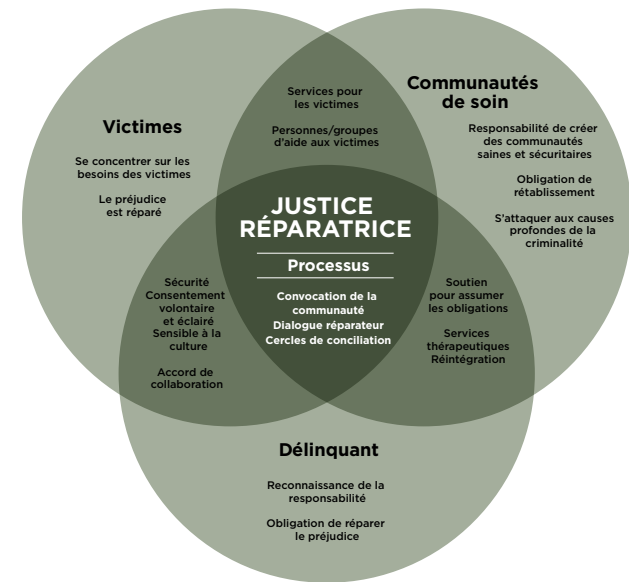 Victimes
Se concentrer sur les
besoins des victimes
Le préjudice
est réparé
Services pour
les victimes
Personnes/groupes
d'aide aux victimes
Communautés
de soin
Responsabilité de créer
des communautés
saines et sécuritaires
Obligation de
rétablissement
S'attaquer aux causes
profondes de la
criminalité
JUSTICE
RÉPARATRICE
Processus
Convocation de la
communauté
Dialogue réparateur
Cercles de conciliation
Sécurité
Consentement
volontaire
et éclairé
Sensible à la
culture
Accord de
collaboration
Soutien
pour assumer
les obligations
Services
thérapeutiques
Réintégration
Délinquant
Reconnaissance de la
responsabilité
Obligation de réparer
le préjudice